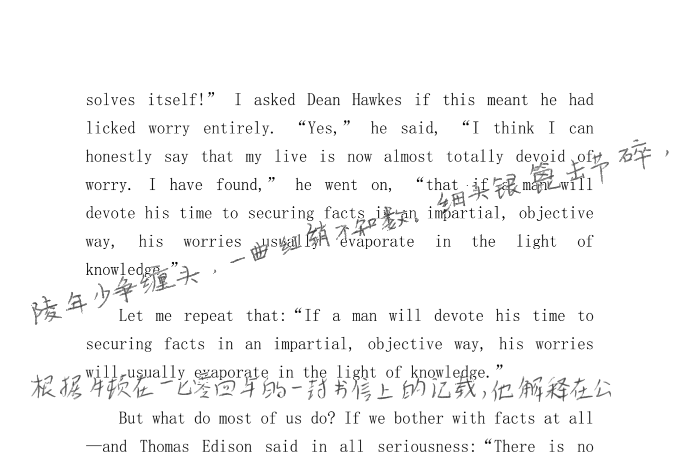 solves itself!” I asked Dean Hawkes if this meant he had
licked worry entirely. “Yes,” he said, “I think I can
honestly say that my live is now almost totally devoid of
worry. I have found,” he went on, “that if a man will
devote his time to securing facts in an impartial, objective
way, his worries usually evaporate in the light of
knowledge.”
陵年少争缠头，一曲红绡不知数。钿头银篦击节碎，
Let me repeat that:“If a man will devote his time to
securing facts in an impartial, objective way, his worries
will usually evaporate in the light of knowledge.”
根据牛顿在一七零四年的一封书信上的记载，他解释在公
But what do most of us do? If we bother with facts at all
—and Thomas Edison said in all seriousness:“There is no